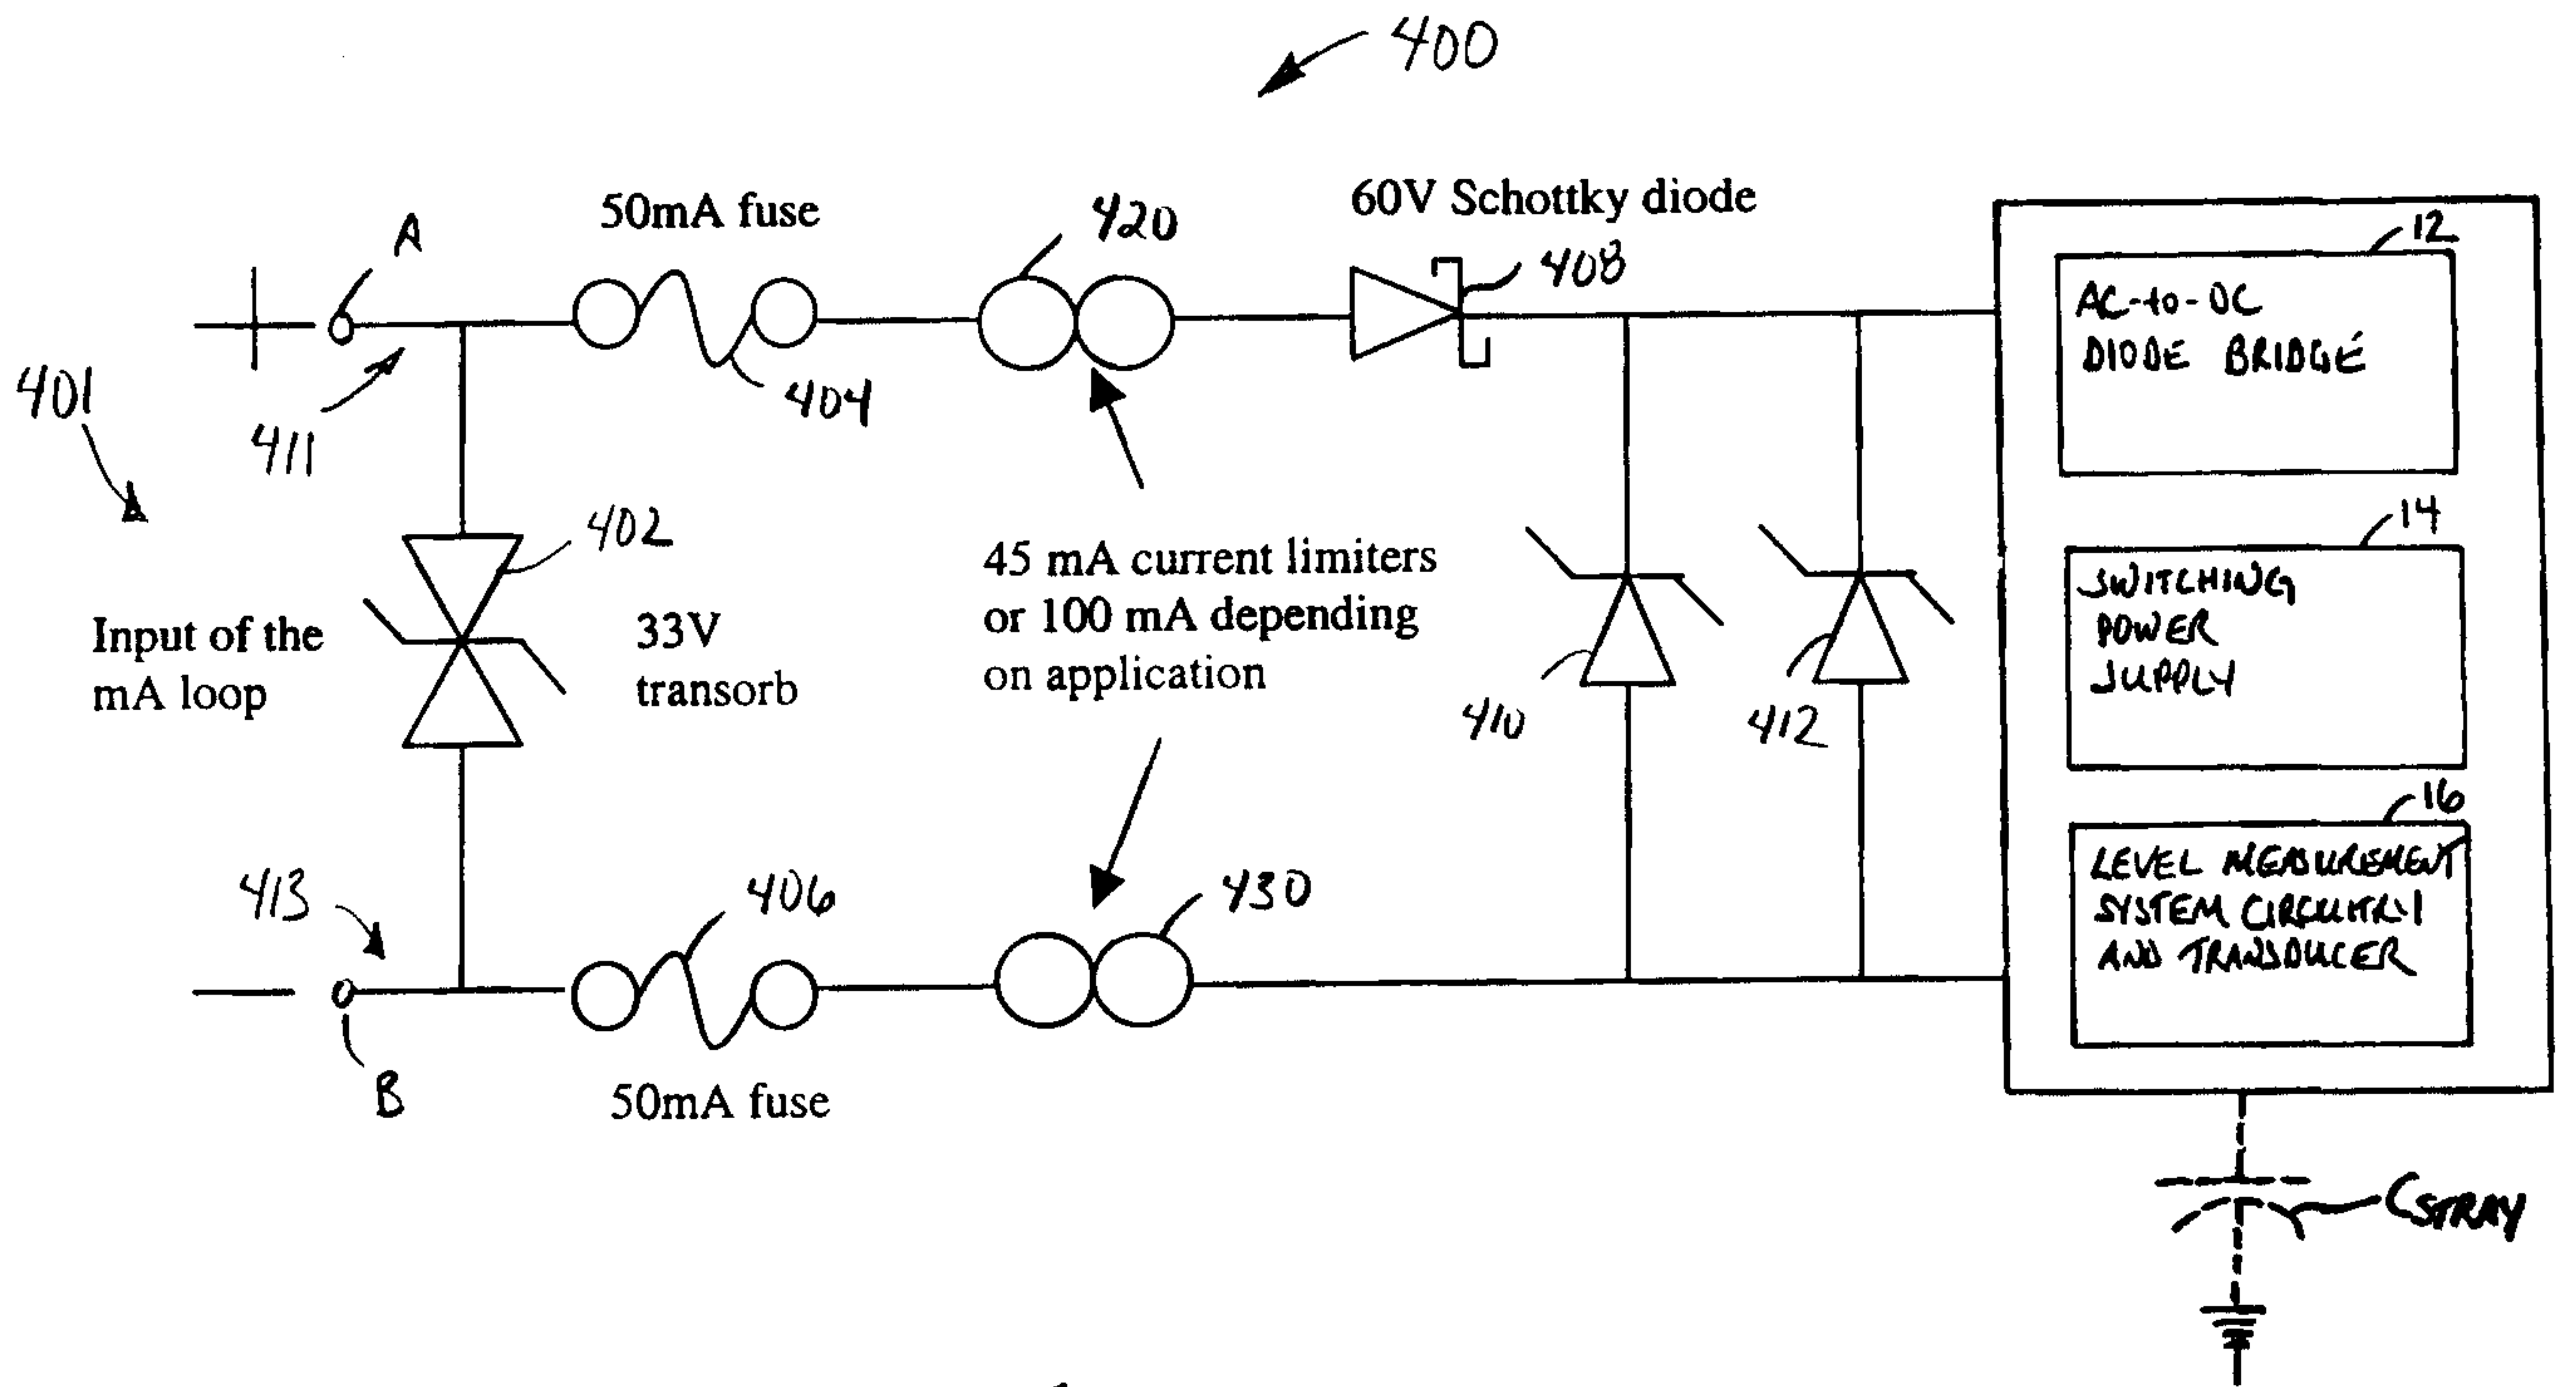 400
50mA fuse
60V Schottky diode
A
420
408
12
AC-to-DC
DIODE BRIDGE
+
401
411
404
402
Input of the
mA loop
33V
transorb
45 mA current limiters
or 100 mA depending
on application
410
412
14
SWITCHING
POWER
SUPPLY
16
LEVEL MEASUREMENT
SYSTEM CIRCUITRY
AND TRANSDUCER
413
406
430
—
B
50mA fuse
CSTRAY